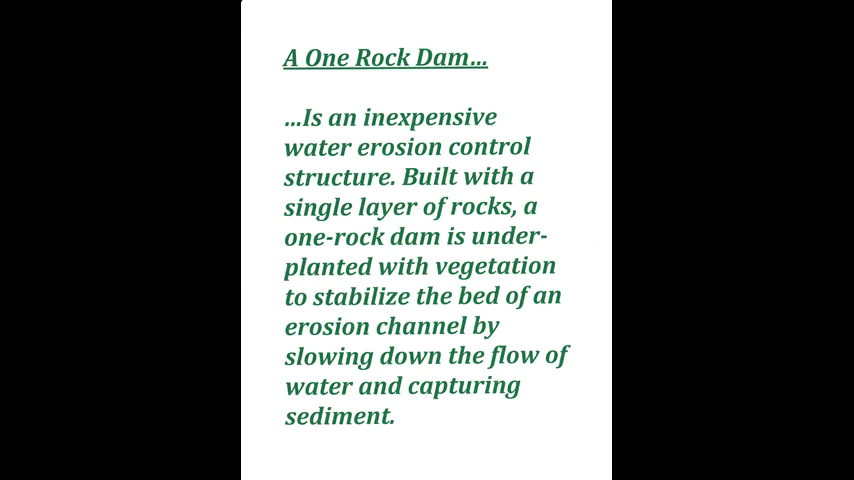 A One Rock Dam...
...Is an inexpensive
water erosion control
structure. Built with a
single layer of rocks, a
one-rock dam is under-
planted with vegetation
to stabilize the bed of an
erosion channel by
slowing down the flow of
water and capturing
sediment.